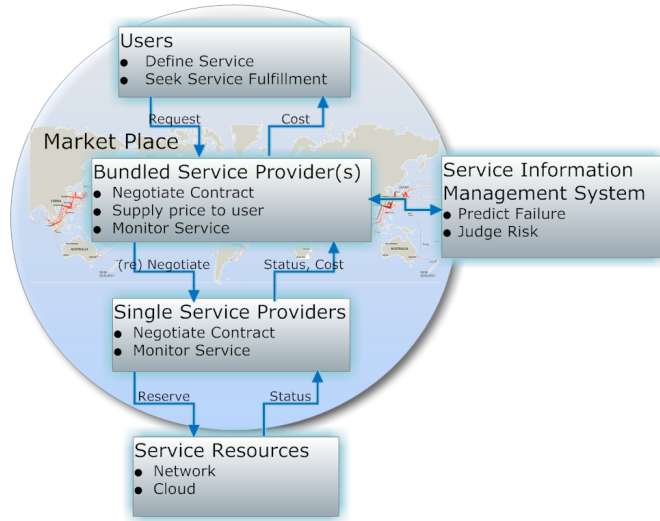 Users
● Define Service
● Seek Service Fulfillment
Request
Cost
Market Place
Bundled Service Provider(s)
● Negotiate Contract
● Supply price to user
● Monitor Service
Service Information
Management System
● Predict Failure
● Judge Risk
(re) Negotiate
Status, Cost
Single Service Providers
● Negotiate Contract
● Monitor Service
Reserve
Status
Service Resources
● Network
● Cloud